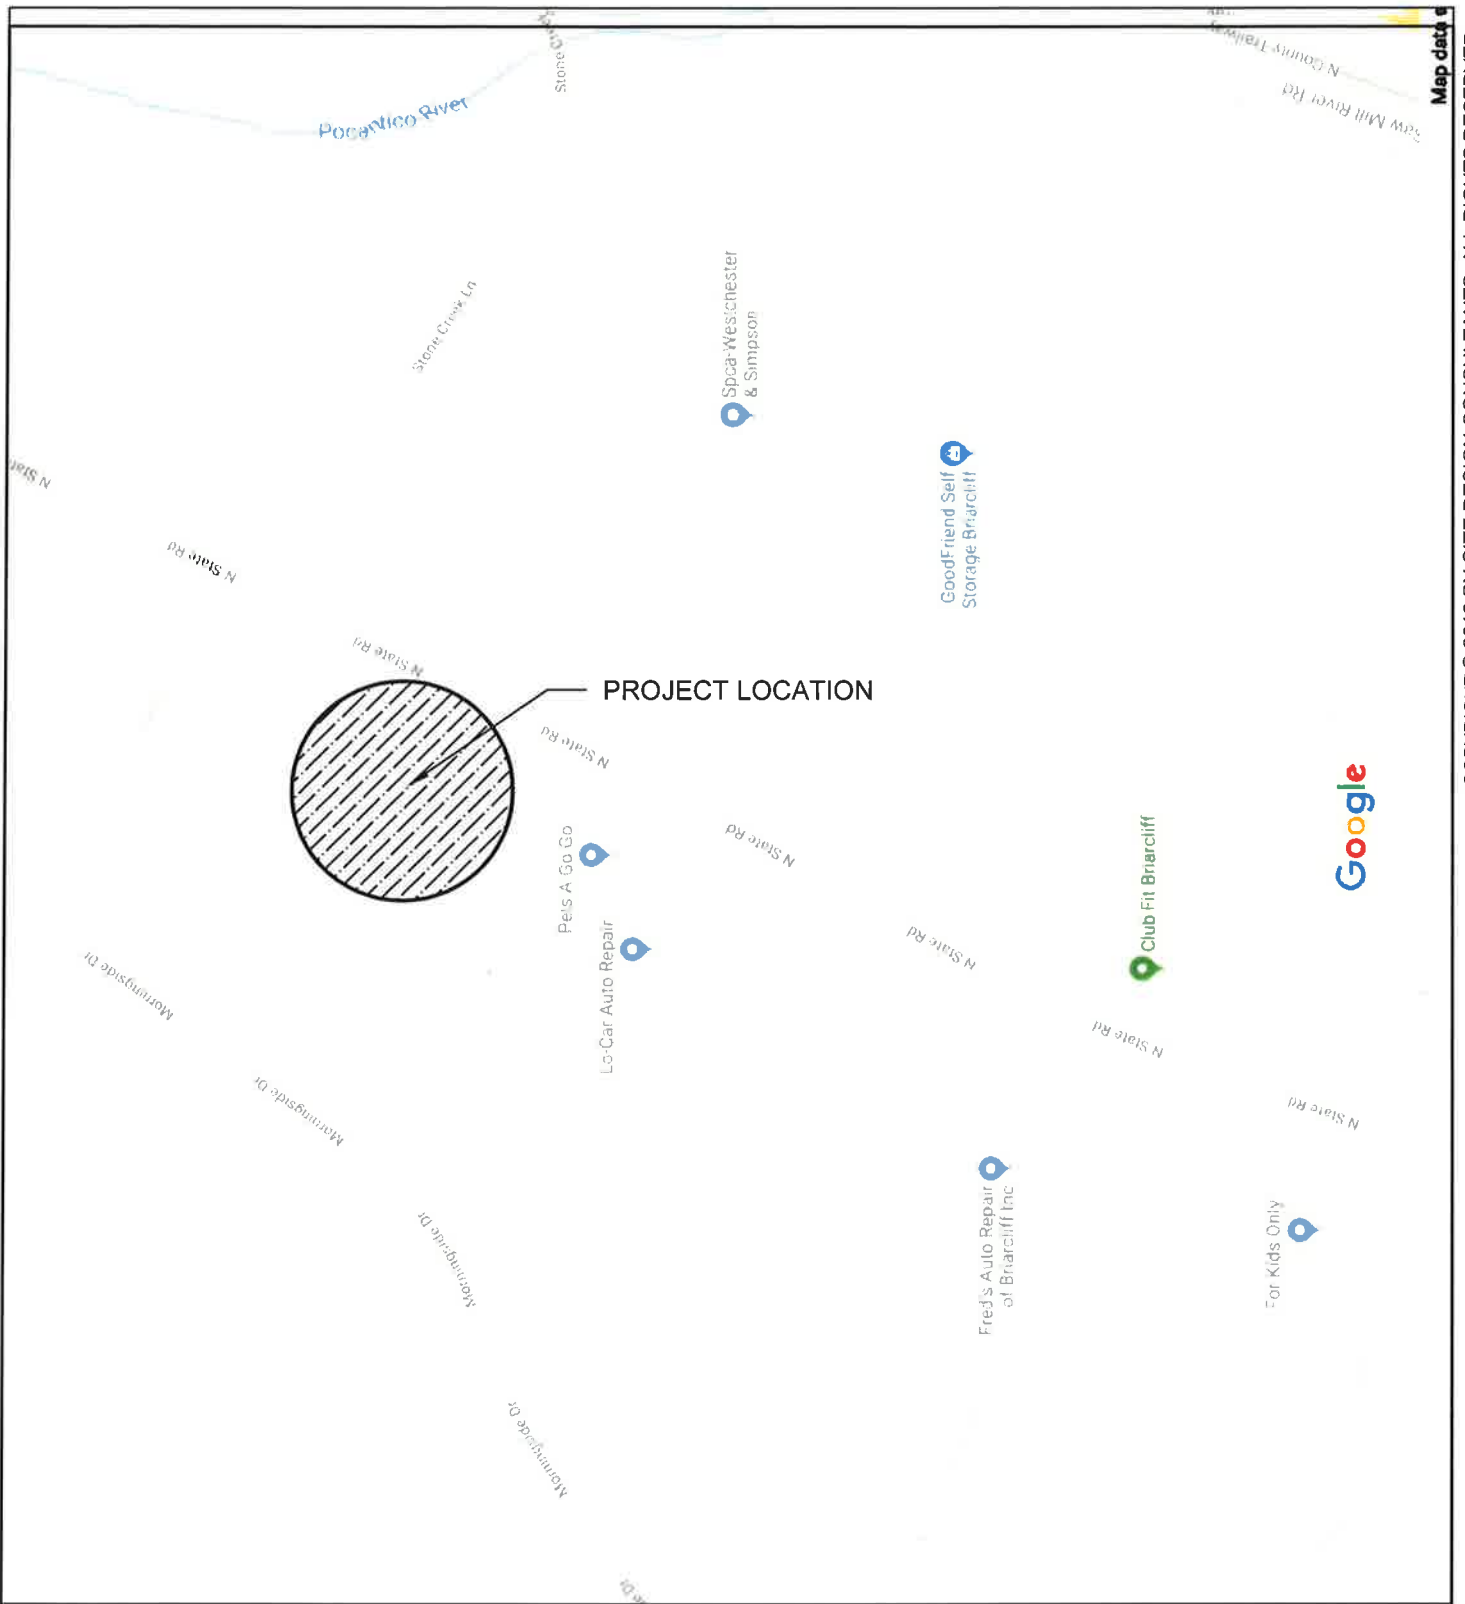 Map data ©
N County Trailway
Saw Mill River Rd
Stone Creek
Pocantico River
Stone Creek Ln
Spca-Westchester
& Simpson
GoodFriend Self
Storage Briarcliff
N State
N State Rd
N State Rd
PROJECT LOCATION
N State Rd
N State Rd
N State Rd
N State Rd
N State Rd
Pets A Go Go
Lo-Car Auto Repair
Club Fit Briarcliff
Google
Fred's Auto Repair
of Briarcliff Inc
For Kids Only
Morningside Dr
Morningside Dr
Morningside Dr
Morningside Dr
Dr